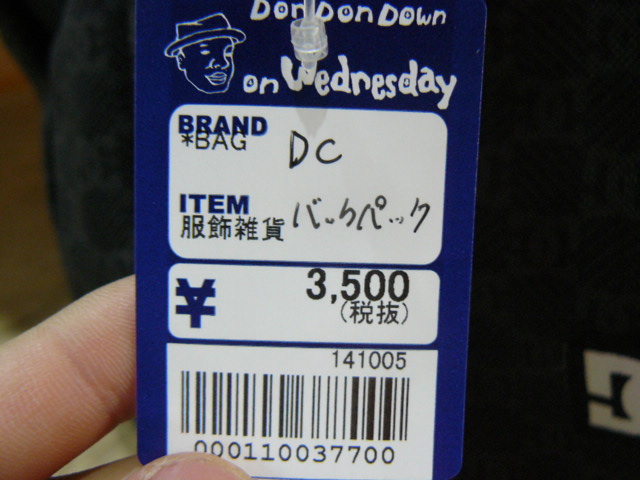 Don Don Down
on Wednesday
BRAND
*BAG DC
ITEM
服飾雑貨 バックパック
¥ 3,500
(税抜)
141005
000110037700